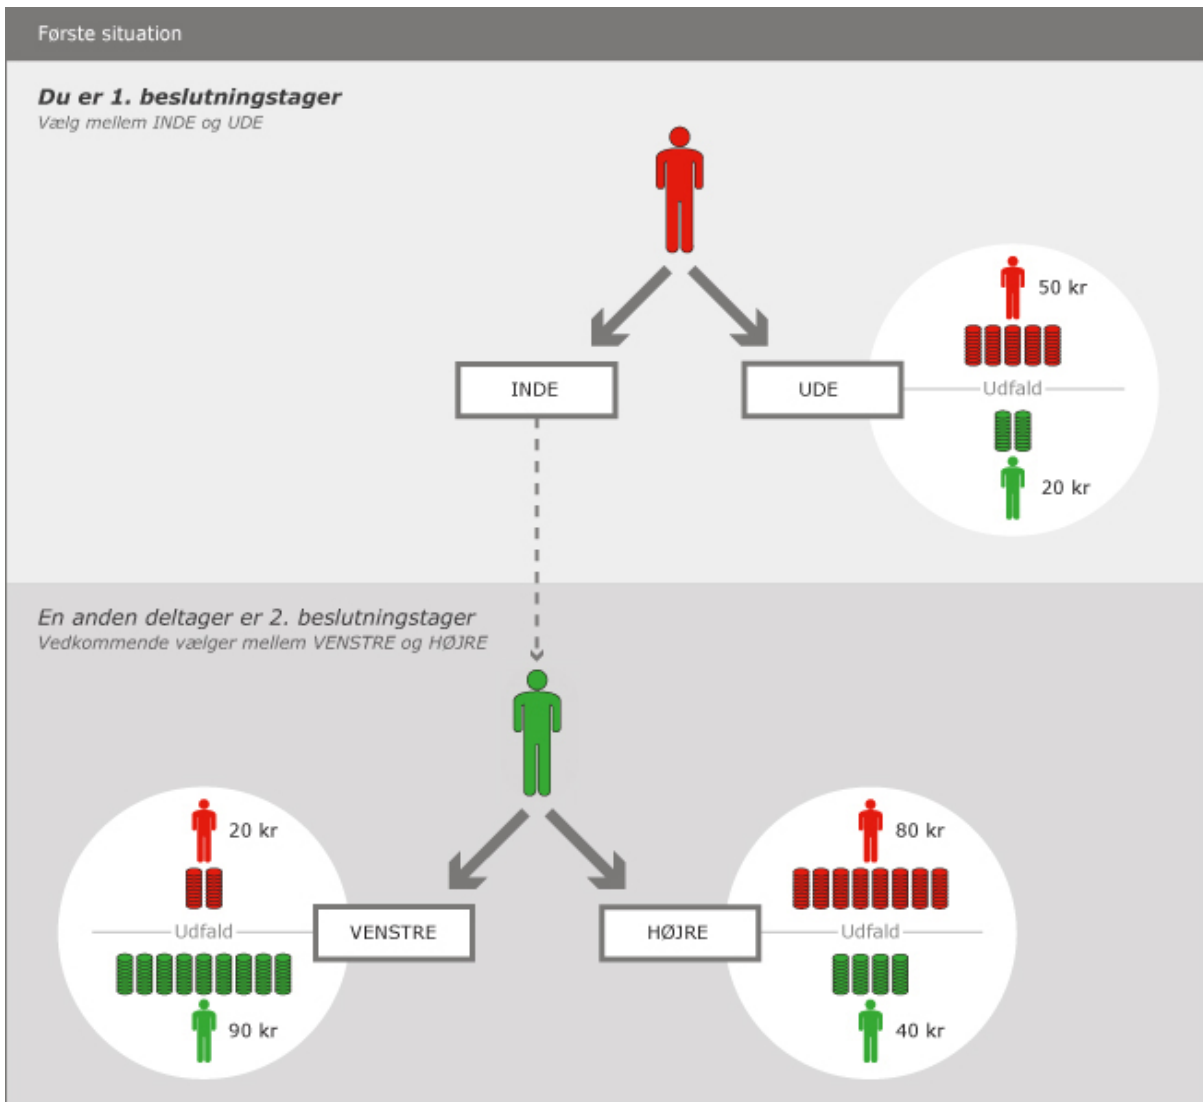 Første situation
Du er 1. beslutningstager
Vælg mellem INDE og UDE
50 kr
INDE
UDE
Udfald
20 kr
En anden deltager er 2. beslutningstager
Vedkommende vælger mellem VENSTRE og HØJRE
20 kr
80 kr
Udfald
VENSTRE
HØJRE
Udfald
90 kr
40 kr